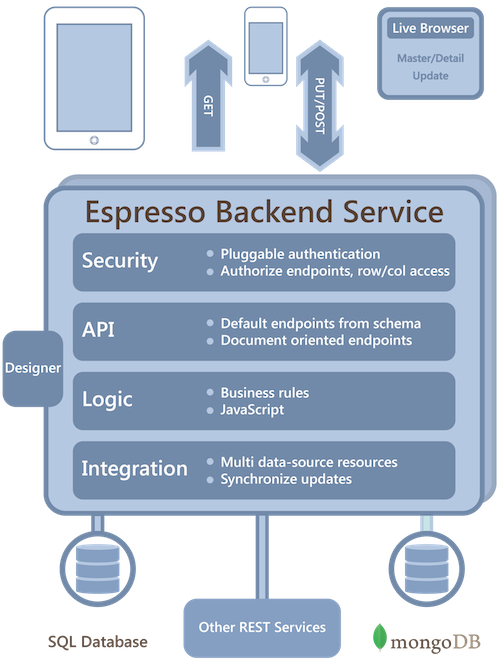 Live Browser
Master/Detail
Update
GET
PUT/POST
Espresso Backend Service
Security
Pluggable authentication
Authorize endpoints, row/col access
API
Default endpoints from schema
Document oriented endpoints
Designer
Logic
Business rules
JavaScript
Integration
Multi data-source resources
Synchronize updates
SQL Database
Other REST Services
mongoDB